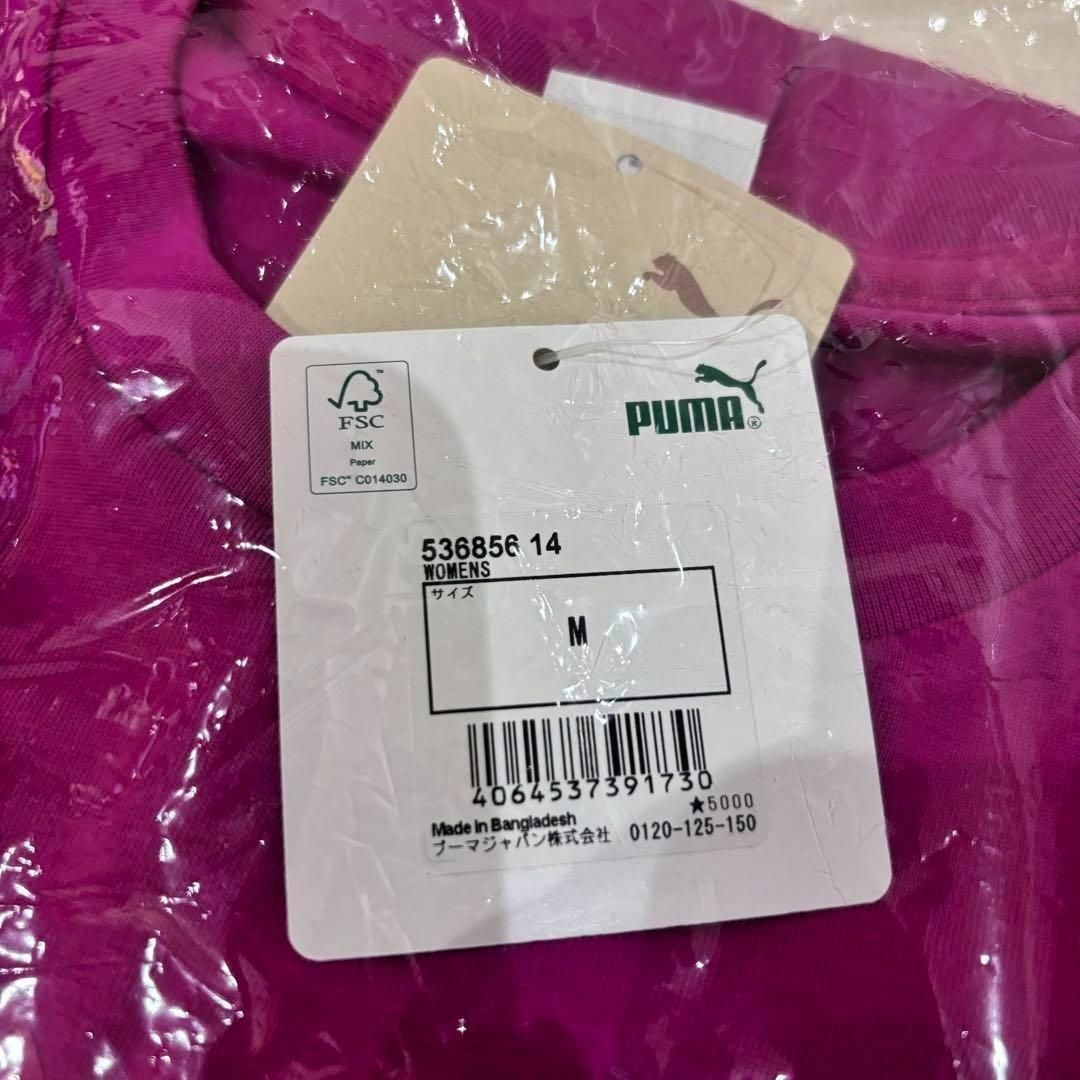 FSC
MIX
Paper
FSC® C014030
PUMA®
536856 14
WOMENS
サイズ
M
4064537391730
★5000
Made in Bangladesh
プーマジャパン株式会社 0120-125-150